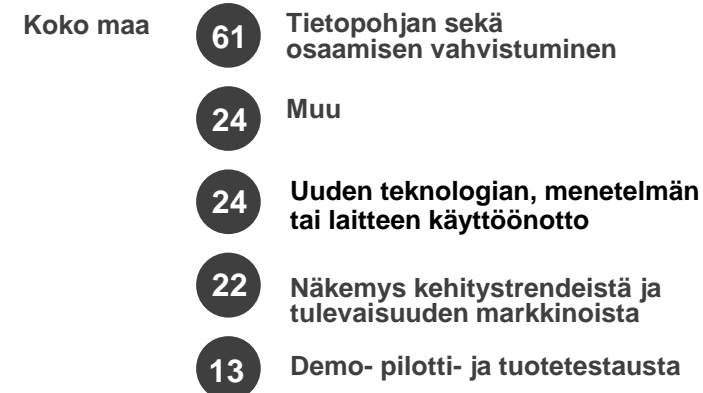 Koko maa
61
Tietopohjan sekä
osaamisen vahvistuminen
24
Muu
24
Uuden teknologian, menetelmän
tai laitteen käyttöönotto
22
Näkemys kehitystrendeistä ja
tulevaisuuden markkinoista
13
Demo- pilotti- ja tuotetestausta